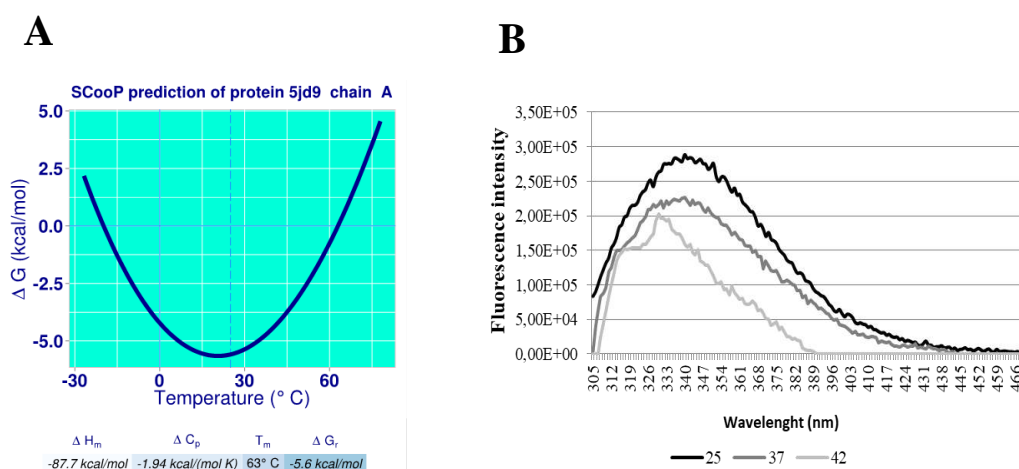 A
SCooP prediction of protein 5jd9 chain A
5.0
2.5
0.0
-2.5
-5.0
Δ G (kcal/mol)
-30 0 30 60
Temperature (° C)
Δ Hm Δ Cp Tm Δ Gr
-87.7 kcal/mol -1.94 kcal/(mol K) 63° C -5.6 kcal/mol
B
3,50E+05
3,00E+05
2,50E+05
2,00E+05
1,50E+05
1,00E+05
5,00E+04
0,00E+00
Fluorescence intensity
305 312 319 326 333 340 347 354 361 368 375 382 389 396 403 410 417 424 431 438 445 452 459 466
Wavelenght (nm)
25 37 42